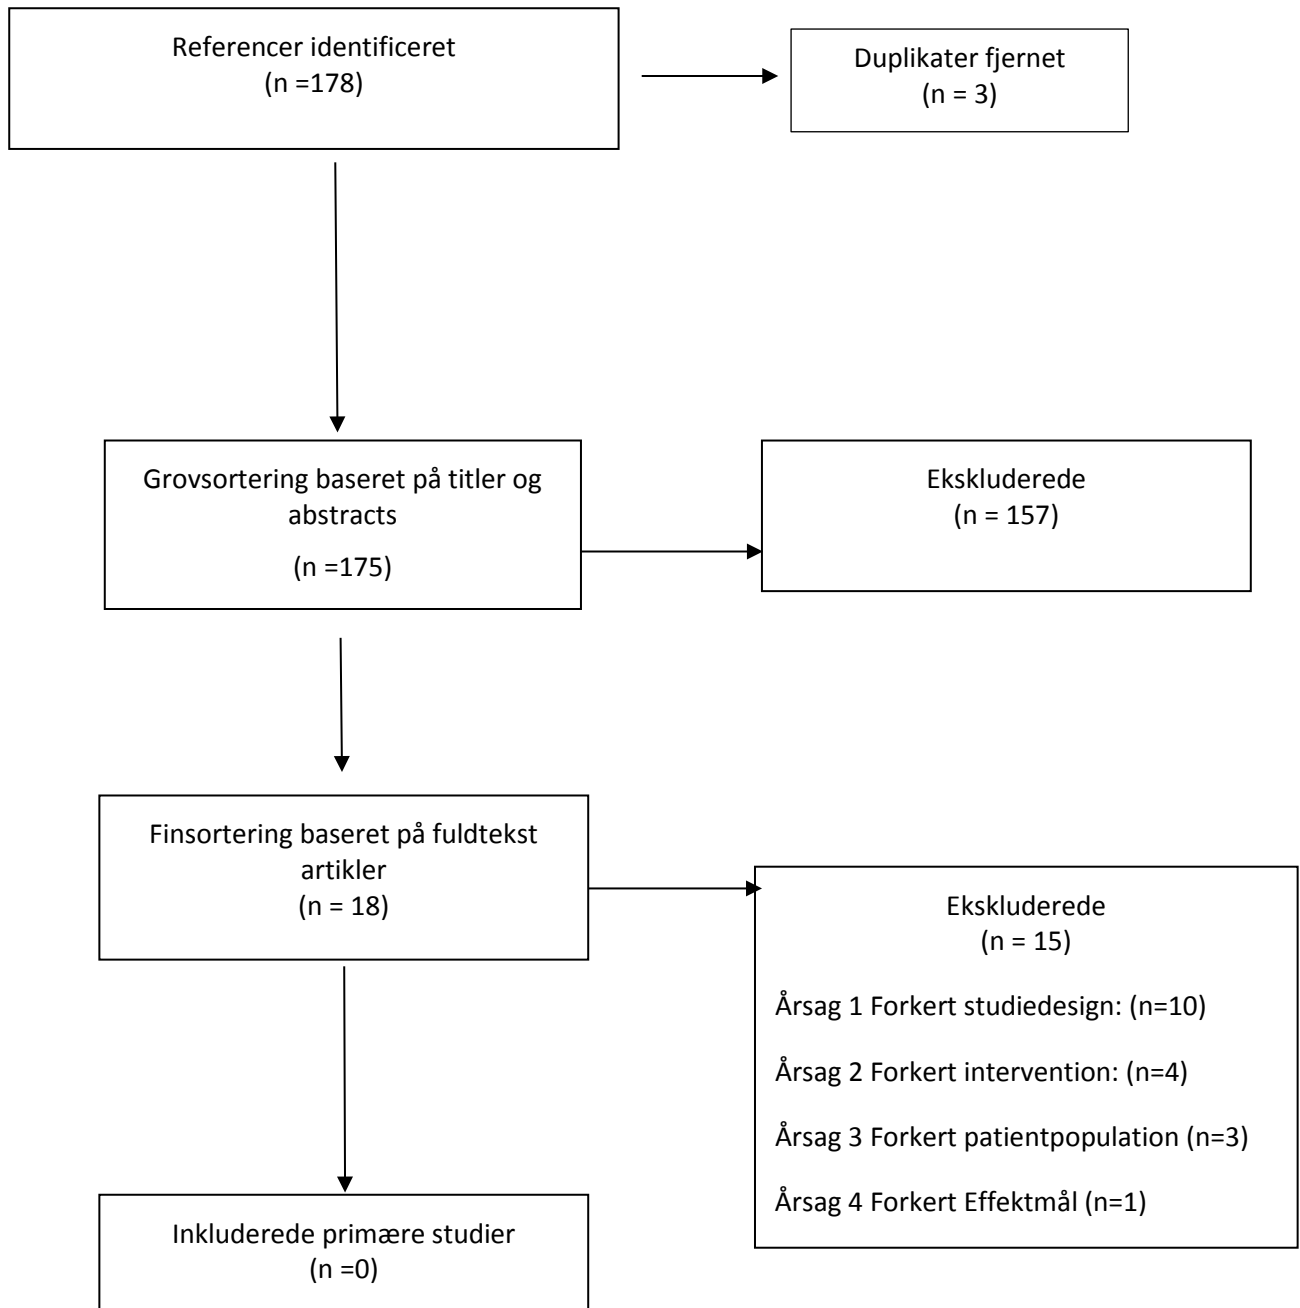 Referencer identificeret
(n =178)
Duplikater fjernet
(n = 3)
Grovsortering baseret på titler og
abstracts
(n =175)
Ekskluderede
(n = 157)
Finsortering baseret på fuldtekst
artikler
(n = 18)
Ekskluderede
(n = 15)
Årsag 1 Forkert studiedesign: (n=10)
Årsag 2 Forkert intervention: (n=4)
Årsag 3 Forkert patientpopulation (n=3)
Årsag 4 Forkert Effektmål (n=1)
Inkluderede primære studier
(n =0)